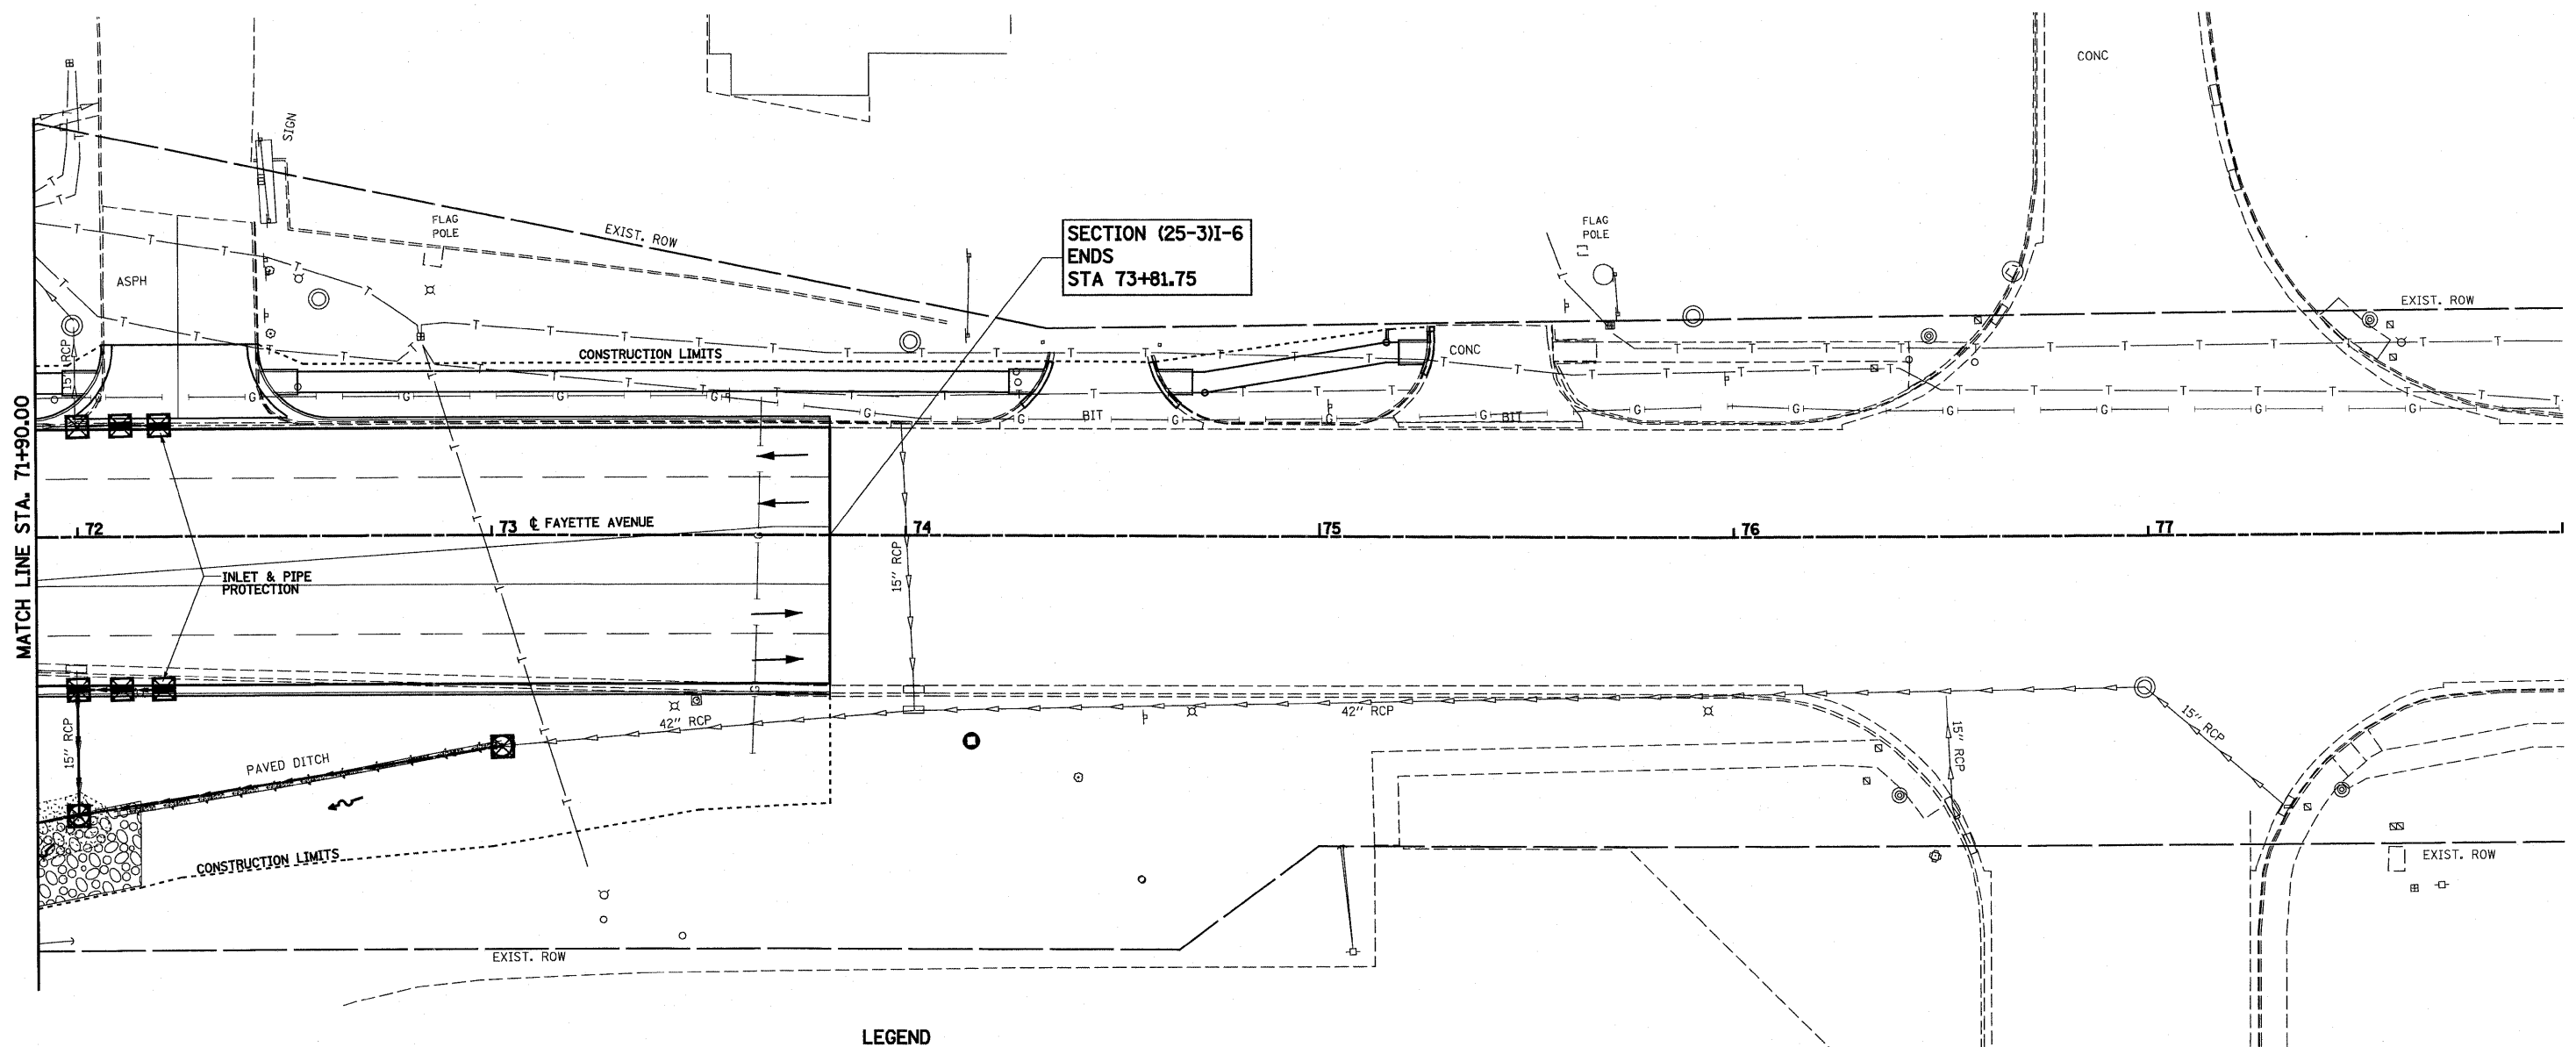 CONC
SIGN
FLAG
POLE
EXIST. ROW
SECTION (25-3)I-6
ENDS
STA 73+81.75
FLAG
POLE
ASPH
EXIST. ROW
CONSTRUCTION LIMITS
15" RCP
CONC
BIT
BIT
MATCH LINE STA. 71+90.00
72
73
℄ FAYETTE AVENUE
74
75
76
77
INLET & PIPE
PROTECTION
15" RCP
15" RCP
42" RCP
42" RCP
15" RCP
15" RCP
PAVED DITCH
CONSTRUCTION LIMITS
EXIST. ROW
EXIST. ROW
LEGEND